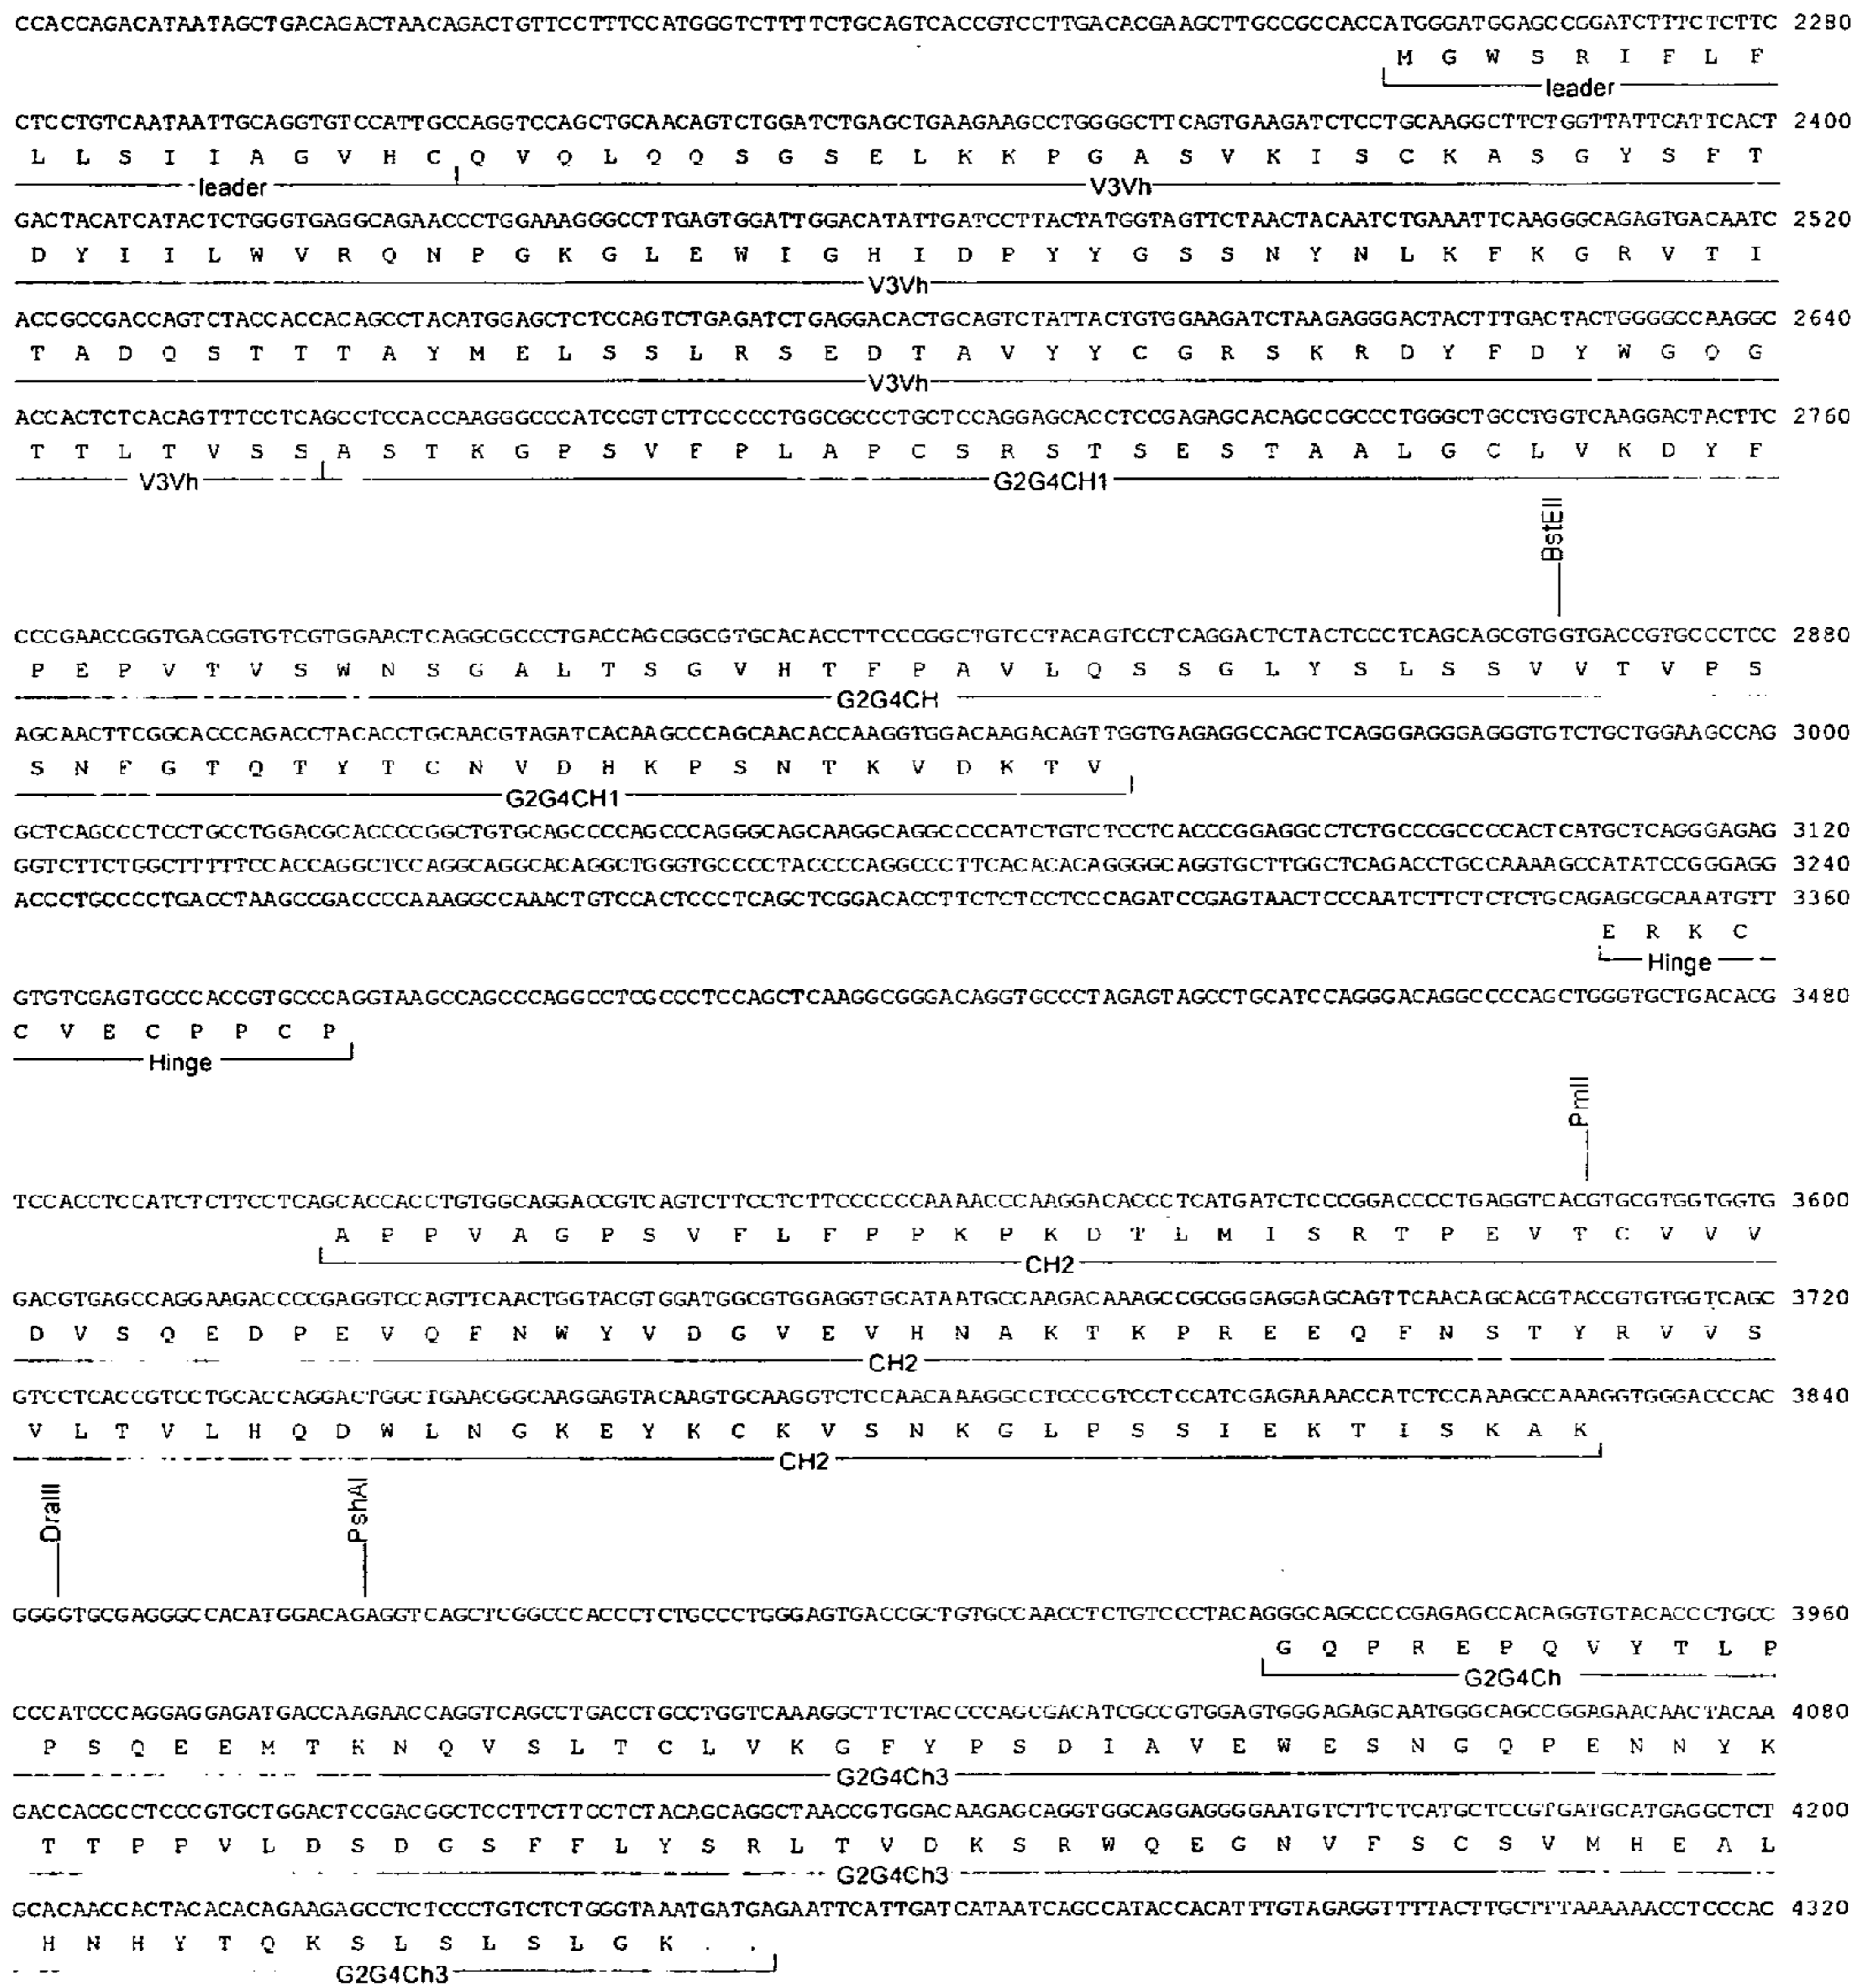 CCACCAGACATAATAGCTGACAGACTAACAGACTGTTCCTTTCCATGGGTCTTTTCTGCAGTCACCGTCCTTGACACGAAGCTTGCCGCCACCATGGGATGGAGCCGGATCTTTCTCTTC 2280
M G W S R I F L F
leader
CTCCTGTCAATAATTGCAGGTGTCCATTGCCAGGTCCAGCTGCAACAGTCTGGATCTGAGCTGAAGAAGCCTGGGGCTTCAGTGAAGATCTCCTGCAAGGCTTCTGGTTATTCATTCACT 2400
L L S I I A G V H C Q V Q L Q Q S G S E L K K P G A S V K I S C K A S G Y S F T
leader V3Vh
GACTACATCATACTCTGGGTGAGGCAGAACCCTGGAAAGGGCCTTGAGTGGATTGGACATATTGATCCTTACTATGGTAGTTCTAACTACAATCTGAAATTCAAGGGCAGAGTGACAATC 2520
D Y I I L W V R Q N P G K G L E W I G H I D P Y Y G S S N Y N L K F K G R V T I
V3Vh
ACCGCCGACCAGTCTACCACCACAGCCTACATGGAGCTCTCCAGTCTGAGATCTGAGGACACTGCAGTCTATTACTGTGGAAGATCTAAGAGGGACTACTTTGACTACTGGGGCCAAGGC 2640
T A D Q S T T T A Y M E L S S L R S E D T A V Y Y C G R S K R D Y F D Y W G Q G
V3Vh
ACCACTCTCACAGTTTCCTCAGCCTCCACCAAGGGCCCATCCGTCTTCCCCCTGGCGCCCTGCTCCAGGAGCACCTCCGAGAGCACAGCCGCCCTGGGCTGCCTGGTCAAGGACTACTTC 2760
T T L T V S S A S T K G P S V F P L A P C S R S T S E S T A A L G C L V K D Y F
V3Vh G2G4CH1
BstEII
CCCGAACCGGTGACGGTGTCGTGGAACTCAGGCGCCCTGACCAGCGGCGTGCACACCTTCCCGGCTGTCCTACAGTCCTCAGGACTCTACTCCCTCAGCAGCGTGGTGACCGTGCCCTCC 2880
P E P V T V S W N S G A L T S G V H T F P A V L Q S S G L Y S L S S V V T V P S
G2G4CH
AGCAACTTCGGCACCCAGACCTACACCTGCAACGTAGATCACAAGCCCAGCAACACCAAGGTGGACAAGACAGTTGGTGAGAGGCCAGCTCAGGGAGGGAGGGTGTCTGCTGGAAGCCAG 3000
S N F G T Q T Y T C N V D H K P S N T K V D K T V
G2G4CH1
GCTCAGCCCTCCTGCCTGGACGCACCCCGGCTGTGCAGCCCCAGCCCAGGGCAGCAAGGCAGGCCCCATCTGTCTCCTCACCCGGAGGCCTCTGCCCGCCCCACTCATGCTCAGGGAGAG 3120
GGTCTTCTGGCTTTTTCCACCAGGCTCCAGGCAGGCACAGGCTGGGTGCCCCTACCCCAGGCCCTTCACACACAGGGGCAGGTGCTTGGCTCAGACCTGCCAAAAGCCATATCCGGGAGG 3240
ACCCTGCCCCTGACCTAAGCCGACCCCAAAGGCCAAACTGTCCACTCCCTCAGCTCGGACACCTTCTCTCCTCCCAGATCCGAGTAACTCCCAATCTTCTCTCTGCAGAGCGCAAATGTT 3360
E R K C
Hinge
GTGTCGAGTGCCCACCGTGCCCAGGTAAGCCAGCCCAGGCCTCGCCCTCCAGCTCAAGGCGGGACAGGTGCCCTAGAGTAGCCTGCATCCAGGGACAGGCCCCAGCTGGGTGCTGACACG 3480
C V E C P P C P
Hinge
PmlI
TCCACCTCCATCTCTTCCTCAGCACCACCTGTGGCAGGACCGTCAGTCTTCCTCTTCCCCCCAAAACCCAAGGACACCCTCATGATCTCCCGGACCCCTGAGGTCACGTGCGTGGTGGTG 3600
A P P V A G P S V F L F P P K P K D T L M I S R T P E V T C V V V
CH2
GACGTGAGCCAGGAAGACCCCGAGGTCCAGTTCAACTGGTACGTGGATGGCGTGGAGGTGCATAATGCCAAGACAAAGCCGCGGGAGGAGCAGTTCAACAGCACGTACCGTGTGGTCAGC 3720
D V S Q E D P E V Q F N W Y V D G V E V H N A K T K P R E E Q F N S T Y R V V S
CH2
GTCCTCACCGTCCTGCACCAGGACTGGCTGAACGGCAAGGAGTACAAGTGCAAGGTCTCCAACAAAGGCCTCCCGTCCTCCATCGAGAAAACCATCTCCAAAGCCAAAGGTGGGACCCAC 3840
V L T V L H Q D W L N G K E Y K C K V S N K G L P S S I E K T I S K A K
CH2
DraIII PshAI
GGGGTGCGAGGGCCACATGGACAGAGGTCAGCTCGGCCCACCCTCTGCCCTGGGAGTGACCGCTGTGCCAACCTCTGTCCCTACAGGGCAGCCCCGAGAGCCACAGGTGTACACCCTGCC 3960
G Q P R E P Q V Y T L P
G2G4Ch
CCCATCCCAGGAGGAGATGACCAAGAACCAGGTCAGCCTGACCTGCCTGGTCAAAGGCTTCTACCCCAGCGACATCGCCGTGGAGTGGGAGAGCAATGGGCAGCCGGAGAACAACTACAA 4080
P S Q E E M T K N Q V S L T C L V K G F Y P S D I A V E W E S N G Q P E N N Y K
G2G4Ch3
GACCACGCCTCCCGTGCTGGACTCCGACGGCTCCTTCTTCCTCTACAGCAGGCTAACCGTGGACAAGAGCAGGTGGCAGGAGGGGAATGTCTTCTCATGCTCCGTGATGCATGAGGCTCT 4200
T T P P V L D S D G S F F L Y S R L T V D K S R W Q E G N V F S C S V M H E A L
G2G4Ch3
GCACAACCACTACACACAGAAGAGCCTCTCCCTGTCTCTGGGTAAATGATGAGAATTCATTGATCATAATCAGCCATACCACATTTGTAGAGGTTTTACTTGCTTTAAAAAACCTCCCAC 4320
H N H Y T Q K S L S L S L G K . .
G2G4Ch3